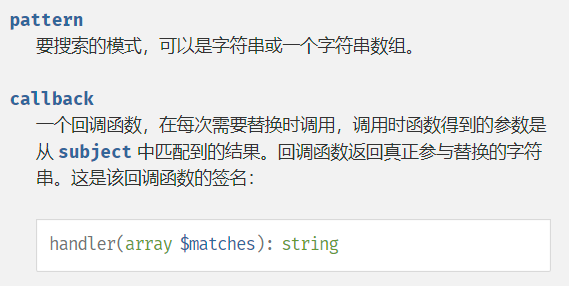 pattern
要搜索的模式，可以是字符串或一个字符串数组。
callback
一个回调函数，在每次需要替换时调用，调用时函数得到的参数是
从 subject 中匹配到的结果。回调函数返回真正参与替换的字符
串。这是该回调函数的签名：
handler(array $matches): string